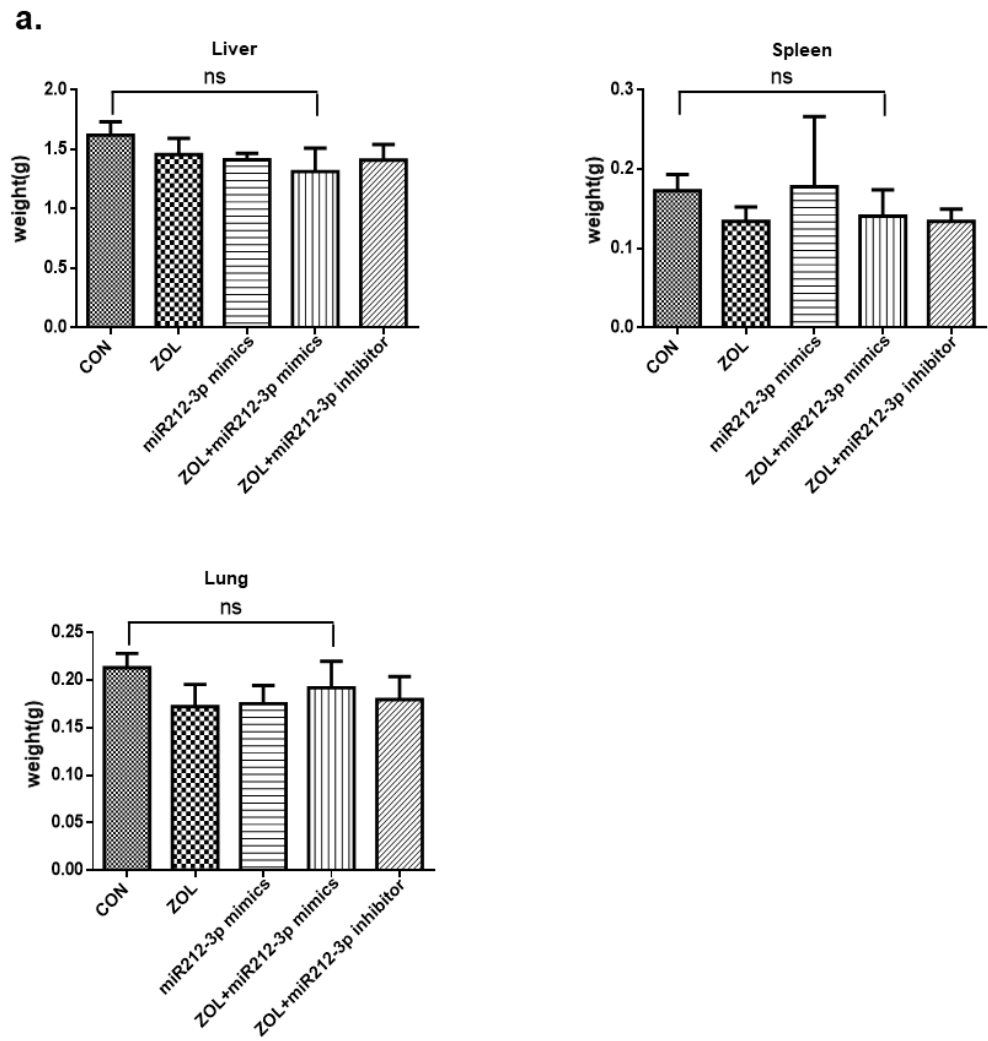 a.
Liver
ns
weight(g)
2.0
1.5
1.0
0.5
0.0
CON
ZOL
miR212-3p mimics
ZOL+miR212-3p mimics
ZOL+miR212-3p inhibitor
Spleen
ns
weight(g)
0.3
0.2
0.1
0.0
CON
ZOL
miR212-3p mimics
ZOL+miR212-3p mimics
ZOL+miR212-3p inhibitor
Lung
ns
weight(g)
0.25
0.20
0.15
0.10
0.05
0.00
CON
ZOL
miR212-3p mimics
ZOL+miR212-3p mimics
ZOL+miR212-3p inhibitor